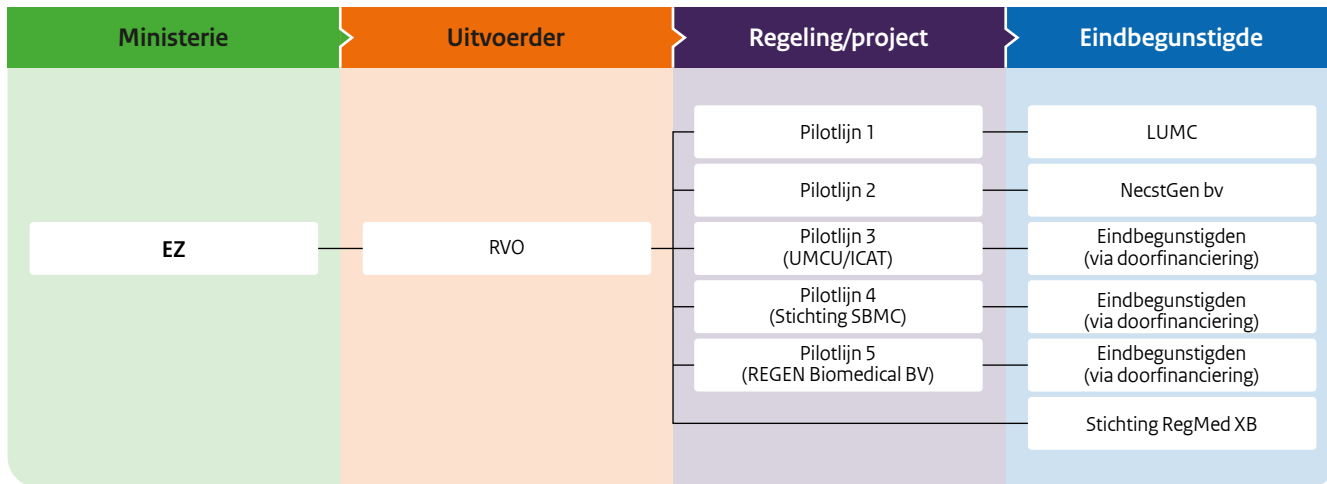 Ministerie
Uitvoerder
Regeling/project
Eindbegunstigde
Pilotlijn 1
LUMC
Pilotlijn 2
NecstGen bv
EZ
RVO
Pilotlijn 3
(UMCU/ICAT)
Eindbegunstigden
(via doorfinanciering)
Pilotlijn 4
(Stichting SBMC)
Eindbegunstigden
(via doorfinanciering)
Pilotlijn 5
(REGEN Biomedical BV)
Eindbegunstigden
(via doorfinanciering)
Stichting RegMed XB